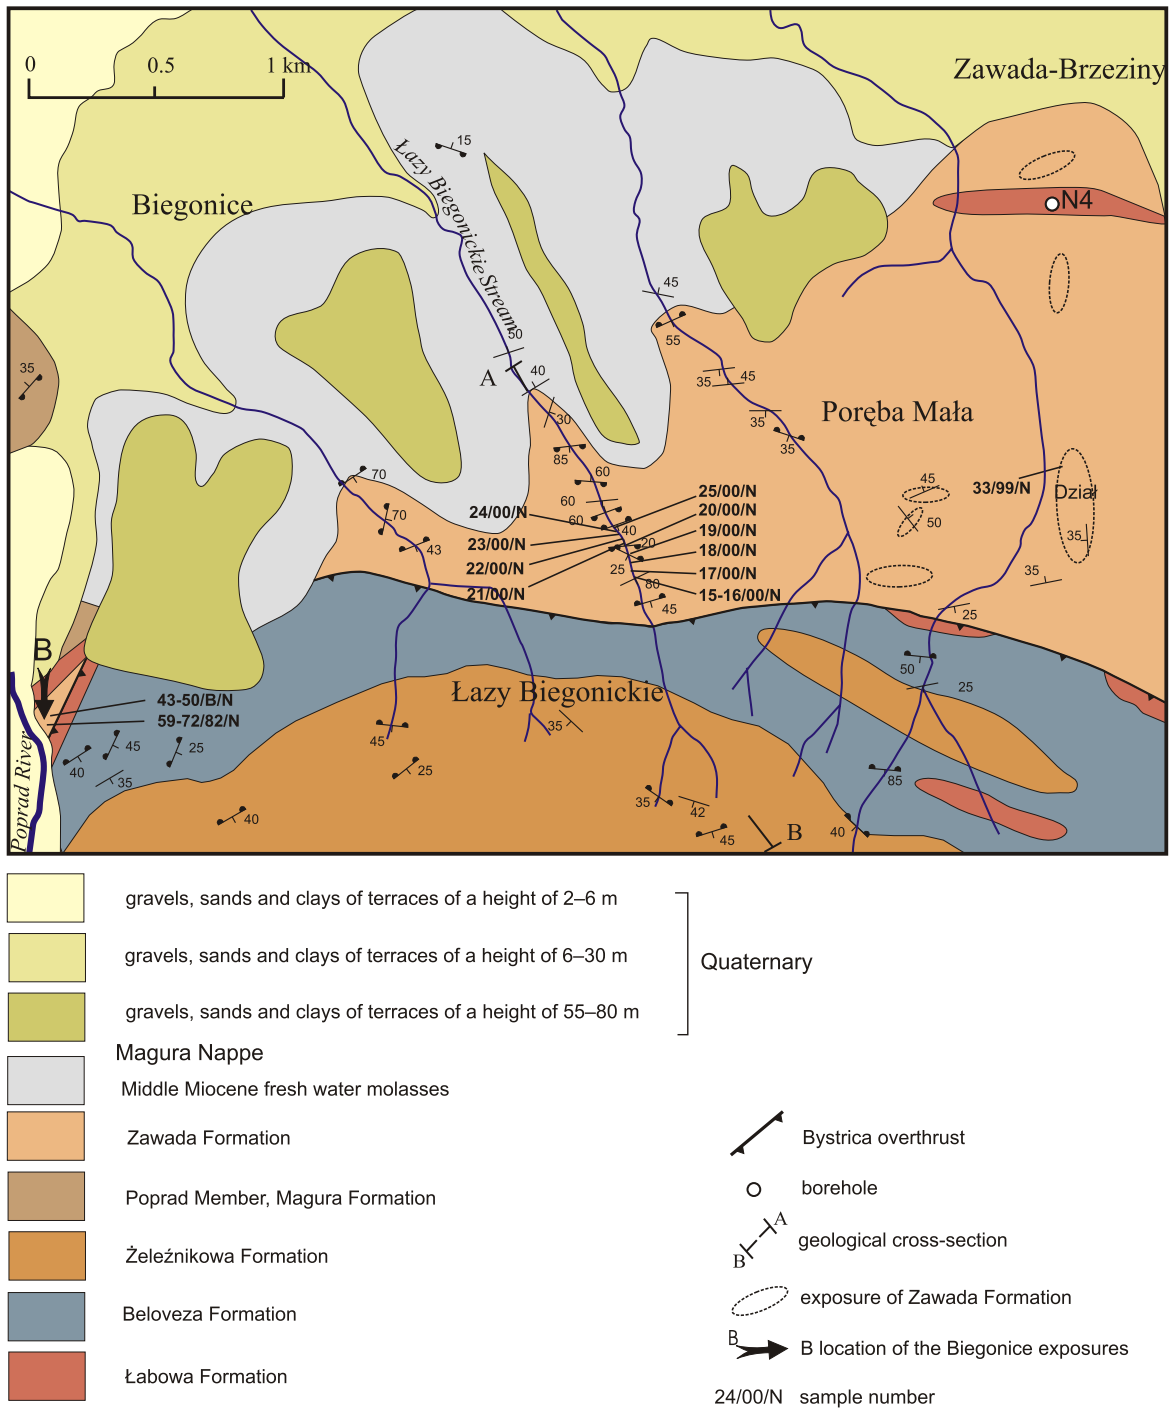 0 0.5 1 km
Zawada-Brzeziny
15
Łazy Biegonickie Stream
Biegonice
N4
45
55
50
A
40
35
35 45
30
35
Poręba Mała
35
85
70
60
45
33/99/N
Dział
25/00/N
60
24/00/N
20/00/N
70
60
50
40
19/00/N
35
43
23/00/N
20
18/00/N
22/00/N
25
17/00/N
35
80
21/00/N
15-16/00/N
45
25
B
50
25
Łazy Biegonickie
43-50/B/N
59-72/82/N
35
45
45
25
40
25
35
85
Poprad River
35
42
40
45
B
40
gravels, sands and clays of terraces of a height of 2–6 m
gravels, sands and clays of terraces of a height of 6–30 m
Quaternary
gravels, sands and clays of terraces of a height of 55–80 m
Magura Nappe
Middle Miocene fresh water molasses
Zawada Formation
Poprad Member, Magura Formation
Żeleźnikowa Formation
Beloveza Formation
Łabowa Formation
Bystrica overthrust
borehole
A
B
geological cross-section
exposure of Zawada Formation
B
B location of the Biegonice exposures
24/00/N sample number